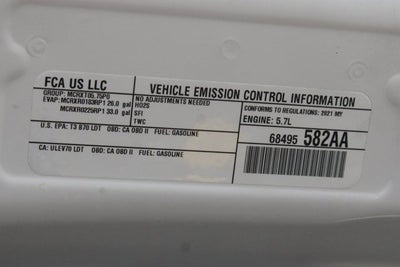 FCA US LLC
VEHICLE EMISSION CONTROL INFORMATION
GROUP: MCRXT05.75P0
EVAP: MCRXR0183RP1 26.0 gal
MCRXR0225RP1 33.0 gal
NO ADJUSTMENTS NEEDED
HO2S
SFI
TWC
CONFORMS TO REGULATIONS: 2021 MY
ENGINE: 5.7L
U.S. EPA: T3 B70 LDT OBD: CA OBD II FUEL: GASOLINE
68495 582AA
CA: ULEV70 LDT OBD: CA OBD II FUEL: GASOLINE